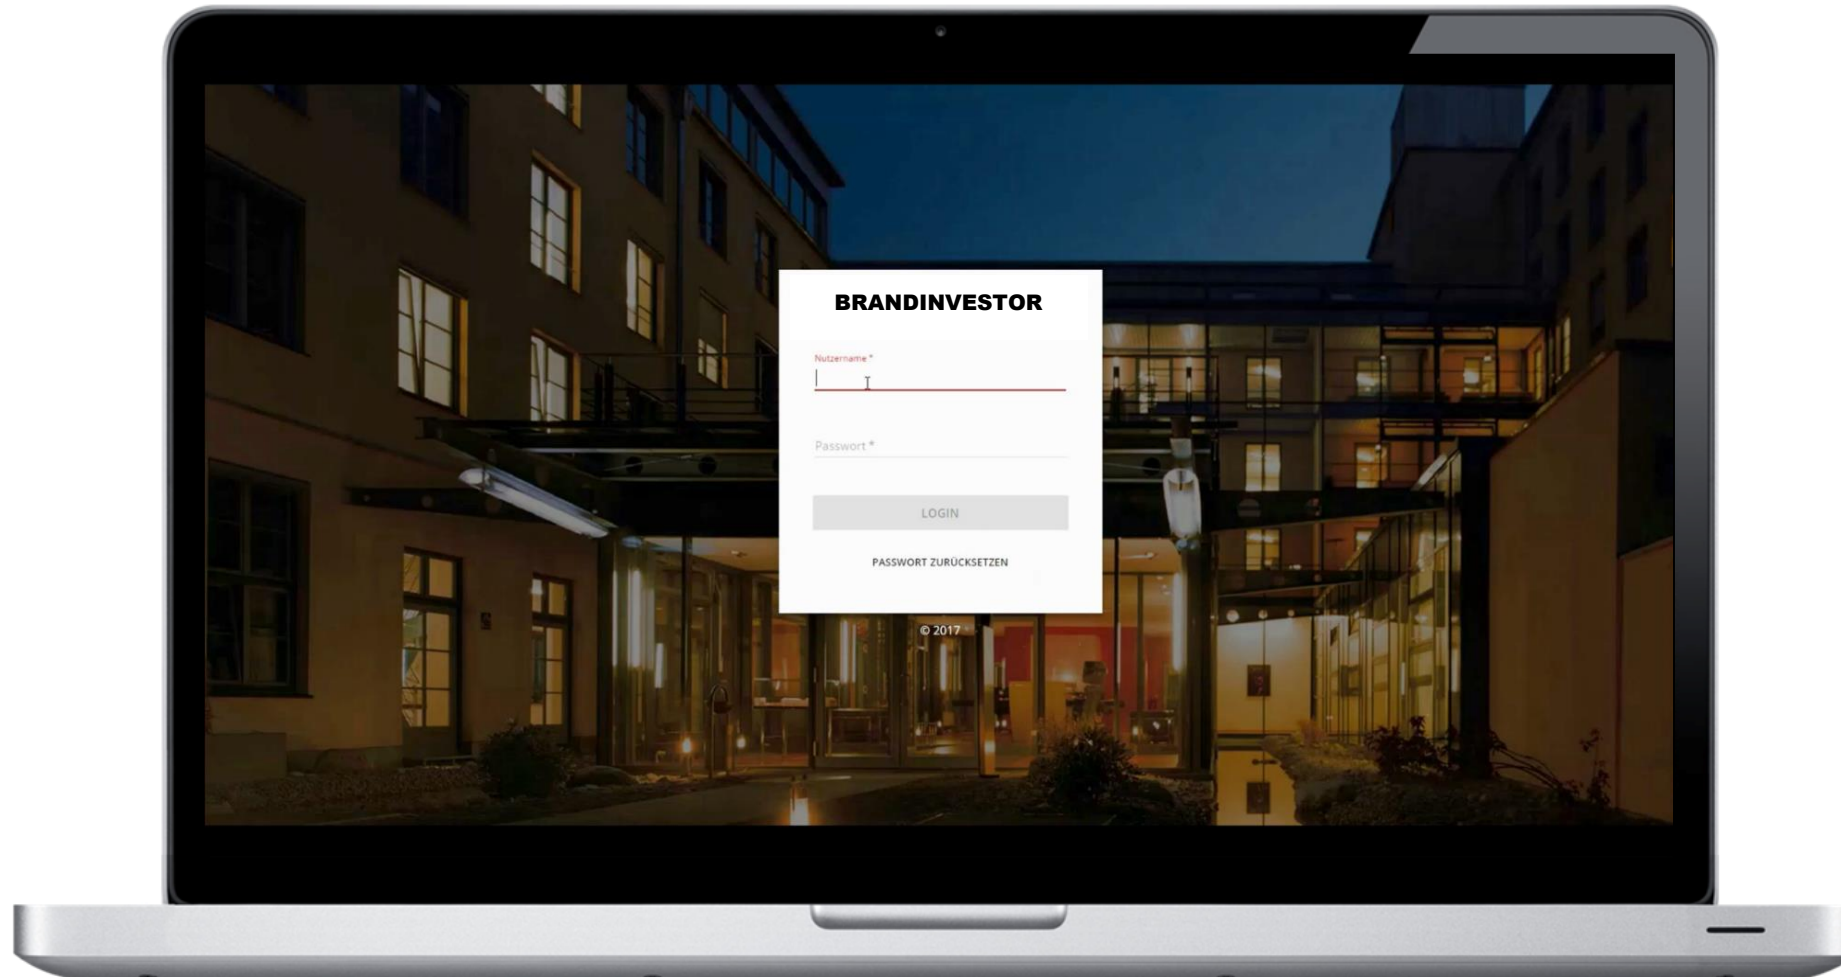 BRANDINVESTOR
Nutzername *
Passwort *
LOGIN
PASSWORT ZURÜCKSETZEN
© 2017